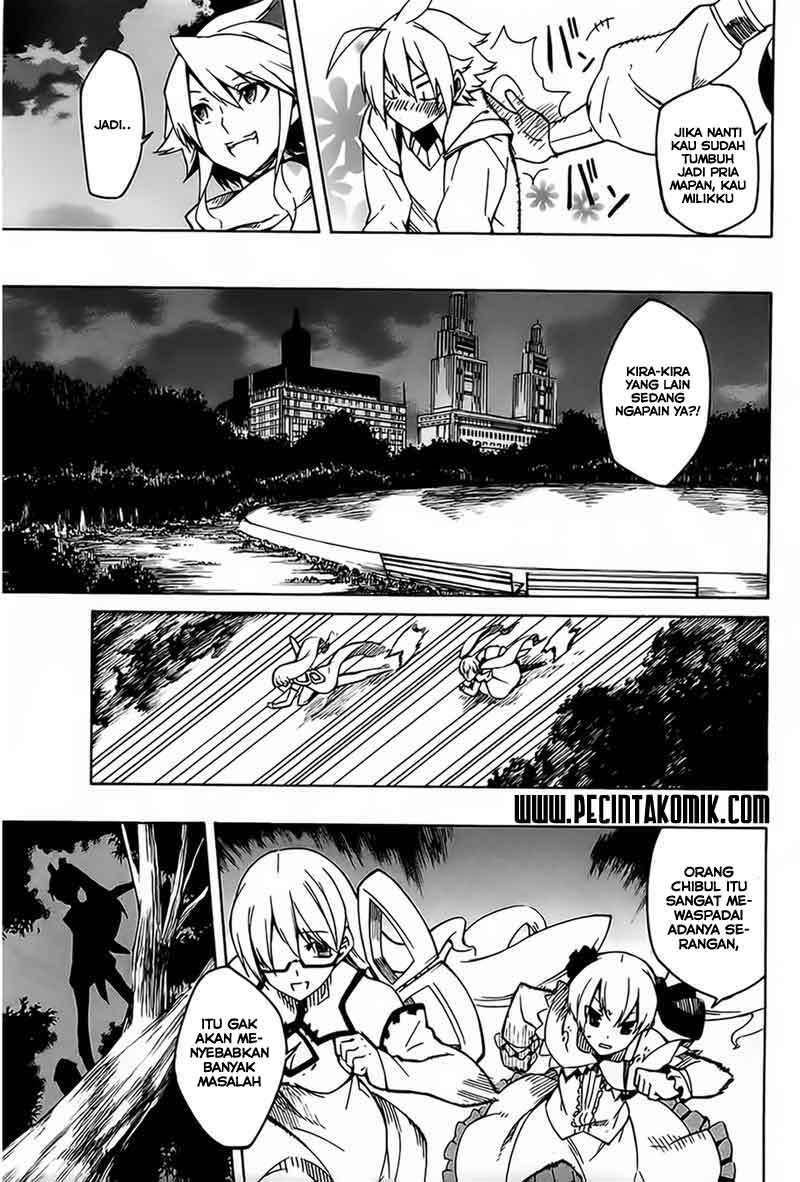 JIKA NANTI
KAU SUDAH
TUMBUH
JADI PRIA
MAPAN, KAU
MILIKKU
バン
バン
JADI..
KIRA-KIRA
YANG LAIN
SEDANG
NGAPAIN YA?!
WWW.PECINTAKOMIK.COM
ORANG
CHIBUL ITU
SANGAT ME-
WASPADAI
ADANYA SE-
RANGAN,
ITU GAK
AKAN ME-
NYEBABKAN
BANYAK
MASALAH